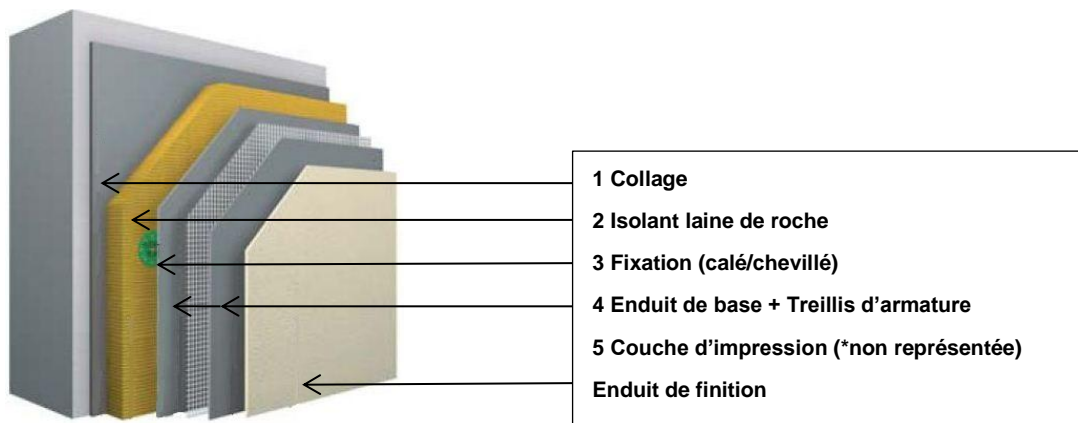 1 Collage
2 Isolant laine de roche
3 Fixation (calé/chevillé)
4 Enduit de base + Treillis d’armature
5 Couche d’impression (*non représentée)
Enduit de finition